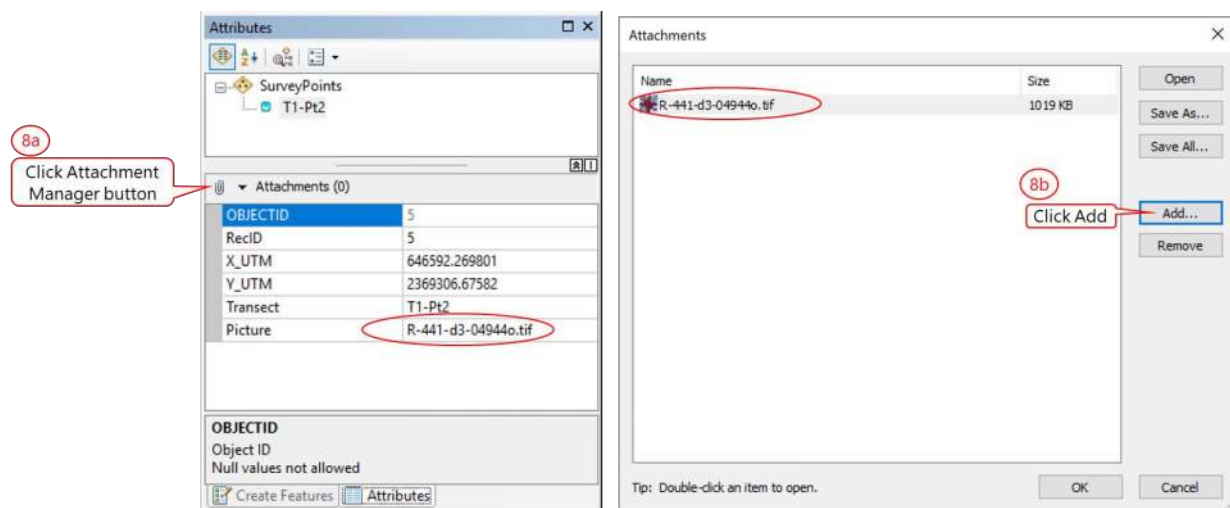 Attributes
SurveyPoints
T1-Pt2
8a
Click Attachment
Manager button
Attachments (0)
OBJECTID 5
RecID 5
X_UTM 646592.269801
Y_UTM 2369306.67582
Transect T1-Pt2
Picture R-441-d3-04944o.tif
OBJECTID
Object ID
Null values not allowed
Create Features Attributes
Attachments
Name Size
R-441-d3-04944o.tif 1019 KB
Open
Save As...
Save All...
8b
Click Add
Add...
Remove
Tip: Double-click an item to open.
OK Cancel